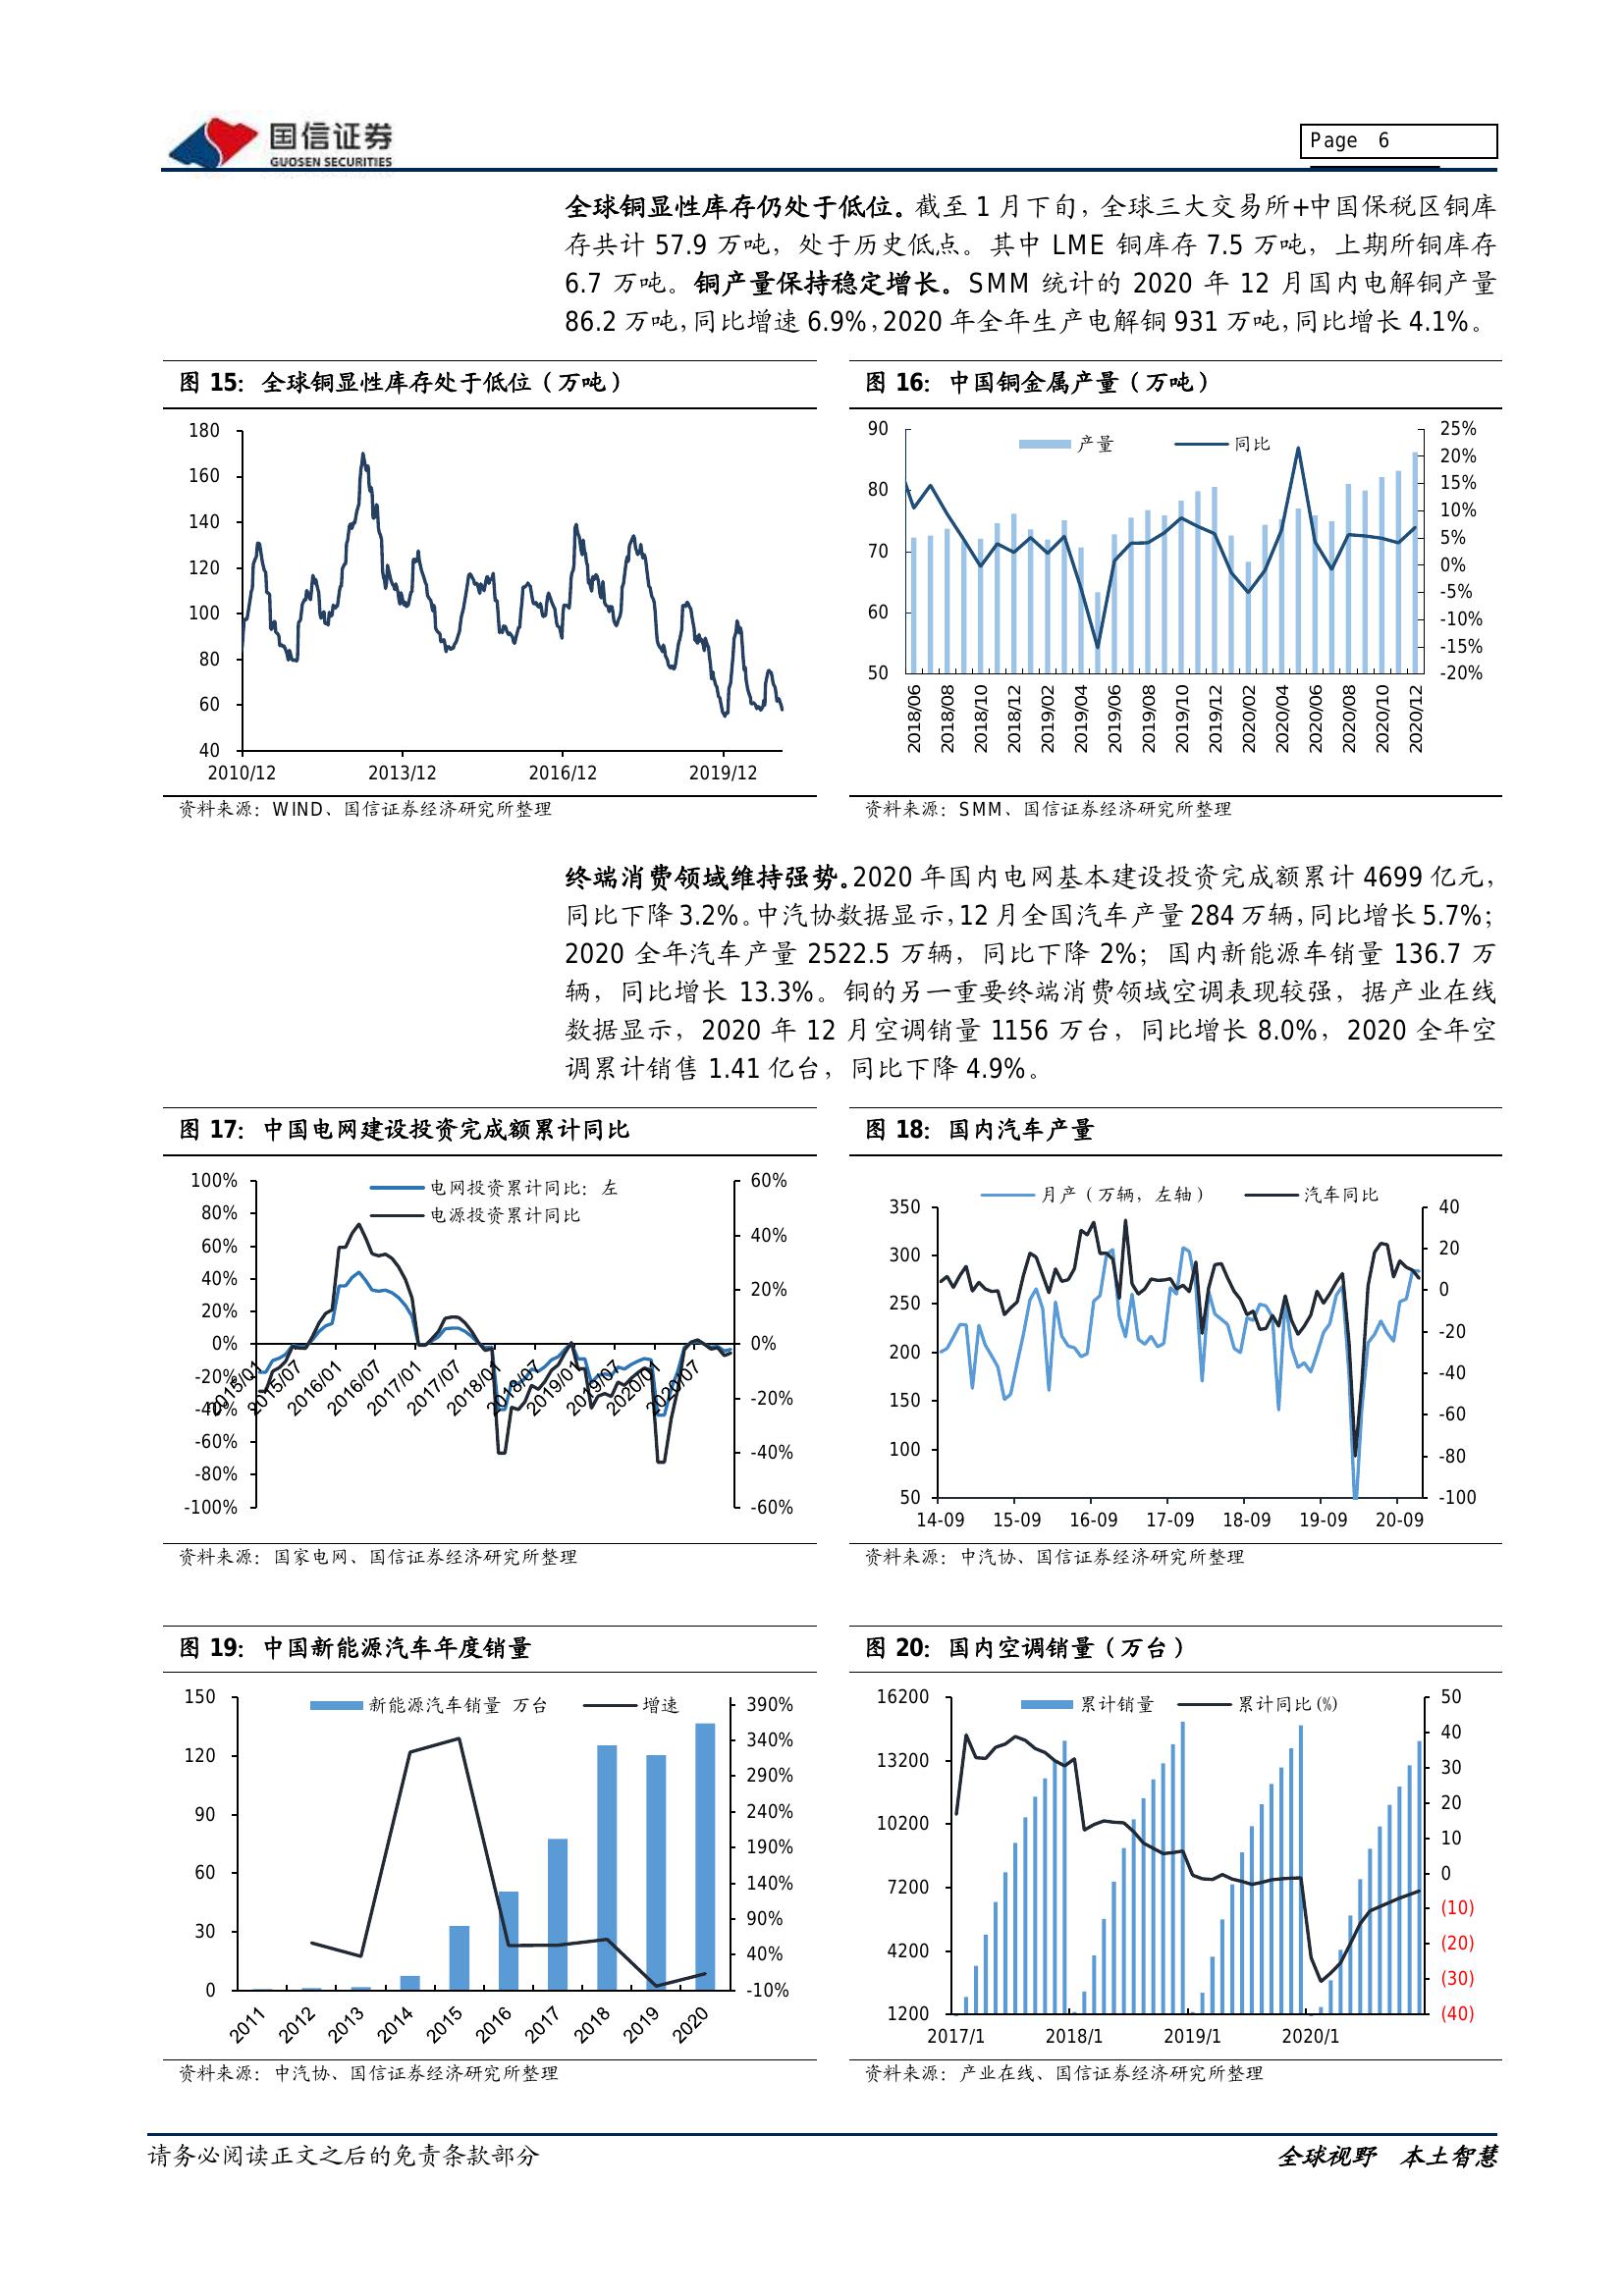 国信证券
GUOSEN SECURITIES
Page 6
全球铜显性库存仍处于低位。截至 1 月下旬，全球三大交易所+中国保税区铜库
存共计 57.9 万吨，处于历史低点。其中 LME 铜库存 7.5 万吨，上期所铜库存
6.7 万吨。铜产量保持稳定增长。SMM 统计的 2020 年 12 月国内电解铜产量
86.2 万吨，同比增速 6.9%，2020 年全年生产电解铜 931 万吨，同比增长 4.1%。
图 15：全球铜显性库存处于低位（万吨）
180
160
140
120
100
80
60
40
2010/12 2013/12 2016/12 2019/12
资料来源：WIND、国信证券经济研究所整理
图 16：中国铜金属产量（万吨）
产量 同比
90
80
70
60
50
25%
20%
15%
10%
5%
0%
-5%
-10%
-15%
-20%
2018/06 2018/08 2018/10 2018/12 2019/02 2019/04 2019/06 2019/08 2019/10 2019/12 2020/02 2020/04 2020/06 2020/08 2020/10 2020/12
资料来源：SMM、国信证券经济研究所整理
终端消费领域维持强势。2020 年国内电网基本建设投资完成额累计 4699 亿元，
同比下降 3.2%。中汽协数据显示，12 月全国汽车产量 284 万辆，同比增长 5.7%；
2020 全年汽车产量 2522.5 万辆，同比下降 2%；国内新能源车销量 136.7 万
辆，同比增长 13.3%。铜的另一重要终端消费领域空调表现较强，据产业在线
数据显示，2020 年 12 月空调销量 1156 万台，同比增长 8.0%，2020 全年空
调累计销售 1.41 亿台，同比下降 4.9%。
图 17：中国电网建设投资完成额累计同比
电网投资累计同比：左
电源投资累计同比
100%
80%
60%
40%
20%
0%
-20%
-40%
-60%
-80%
-100%
60%
40%
20%
0%
-20%
-40%
-60%
2015/01 2015/07 2016/01 2016/07 2017/01 2017/07 2018/01 2018/07 2019/01 2019/07 2020/01 2020/07
资料来源：国家电网、国信证券经济研究所整理
图 18：国内汽车产量
月产（万辆，左轴） 汽车同比
350
300
250
200
150
100
50
40
20
0
-20
-40
-60
-80
-100
14-09 15-09 16-09 17-09 18-09 19-09 20-09
资料来源：中汽协、国信证券经济研究所整理
图 19：中国新能源汽车年度销量
新能源汽车销量 万台 增速
150
120
90
60
30
0
390%
340%
290%
240%
190%
140%
90%
40%
-10%
2011 2012 2013 2014 2015 2016 2017 2018 2019 2020
资料来源：中汽协、国信证券经济研究所整理
图 20：国内空调销量（万台）
累计销量 累计同比(%)
16200
13200
10200
7200
4200
1200
50
40
30
20
10
0
(10)
(20)
(30)
(40)
2017/1 2018/1 2019/1 2020/1
资料来源：产业在线、国信证券经济研究所整理
请务必阅读正文之后的免责条款部分
全球视野 本土智慧